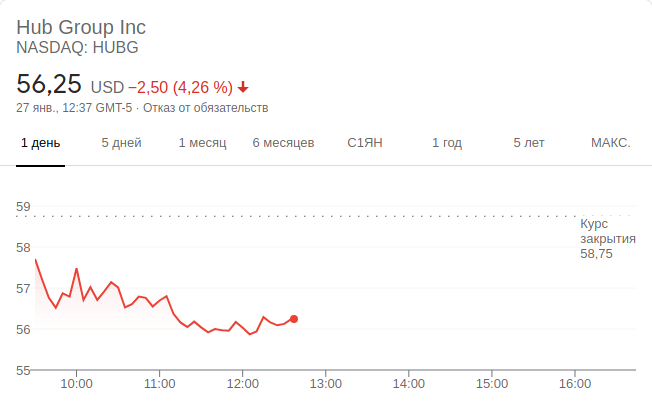 Hub Group Inc
NASDAQ: HUBG
56,25 USD −2,50 (4,26 %)
27 янв., 12:37 GMT-5 · Отказ от обязательств
1 день 5 дней 1 месяц 6 месяцев С1ЯН 1 год 5 лет МАКС.
59
Курс
закрытия
58,75
58
57
56
55
10:00 11:00 12:00 13:00 14:00 15:00 16:00